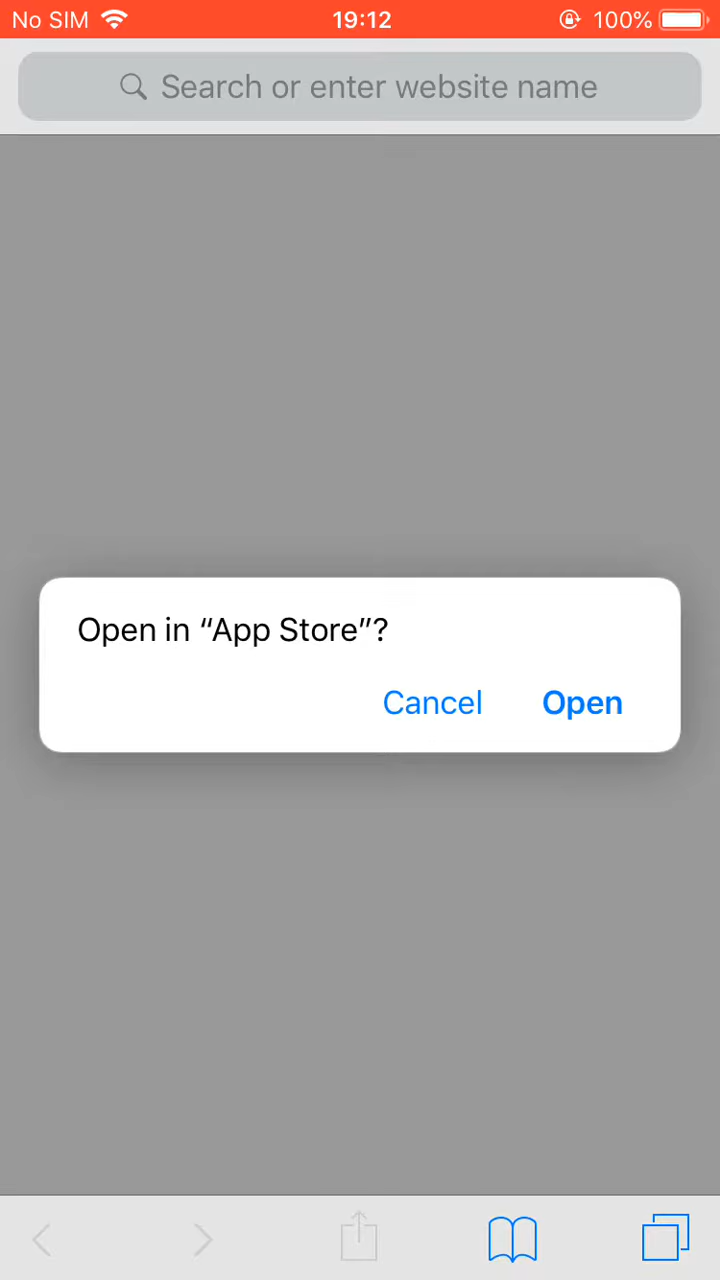 No SIM 19:12 100%
Search or enter website name
Open in “App Store”?
Cancel Open